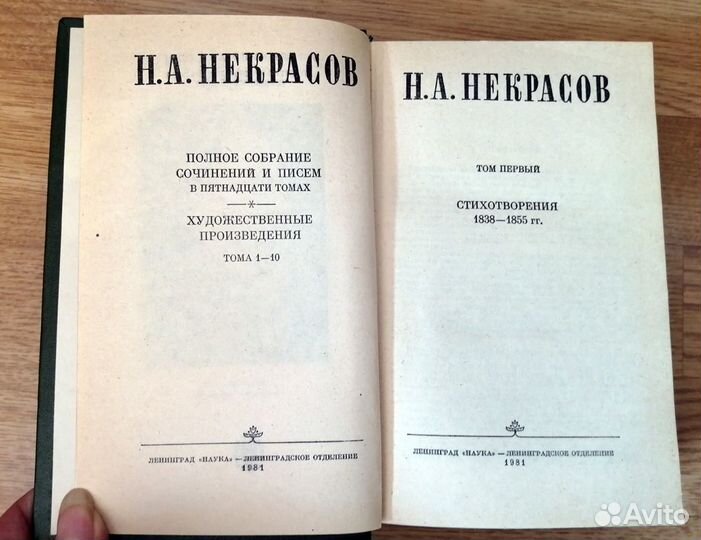 Н.А.НЕКРАСОВ
ПОЛНОЕ СОБРАНИЕ
СОЧИНЕНИЙ И ПИСЕМ
В ПЯТНАДЦАТИ ТОМАХ
ХУДОЖЕСТВЕННЫЕ
ПРОИЗВЕДЕНИЯ
ТОМА 1—10
ЛЕНИНГРАД «НАУКА» — ЛЕНИНГРАДСКОЕ ОТДЕЛЕНИЕ
1981
Н.А.НЕКРАСОВ
ТОМ ПЕРВЫЙ
СТИХОТВОРЕНИЯ
1838—1855 гг.
ЛЕНИНГРАД «НАУКА» — ЛЕНИНГРАДСКОЕ ОТДЕЛЕНИЕ
1981
Avito